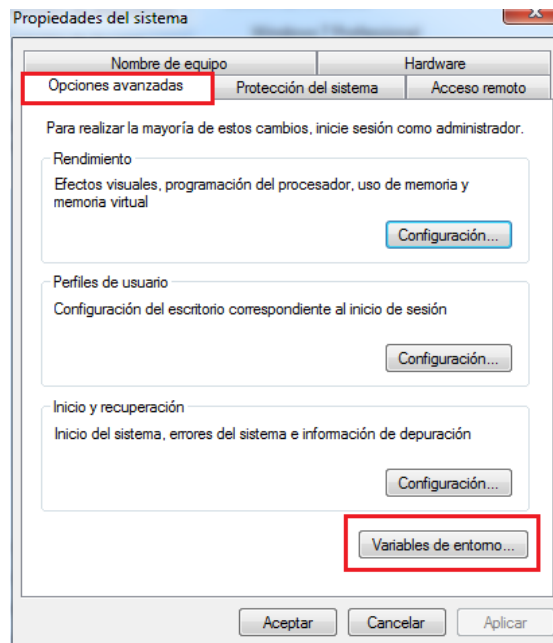 Propiedades del sistema
Nombre de equipo
Hardware
Opciones avanzadas
Protección del sistema
Acceso remoto
Para realizar la mayoría de estos cambios, inicie sesión como administrador.
Rendimiento
Efectos visuales, programación del procesador, uso de memoria y
memoria virtual
Configuración...
Perfiles de usuario
Configuración del escritorio correspondiente al inicio de sesión
Configuración...
Inicio y recuperación
Inicio del sistema, errores del sistema e información de depuración
Configuración...
Variables de entorno...
Aceptar
Cancelar
Aplicar